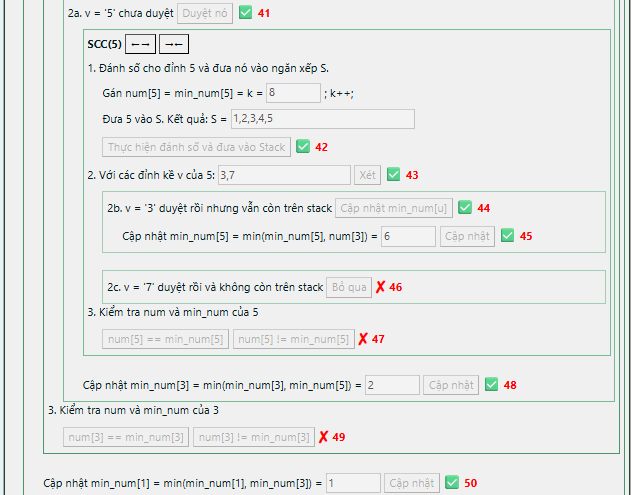 2a. v = '5' chưa duyệt Duyệt nó ✅ 41
SCC(5) ←→ →←
1. Đánh số cho đỉnh 5 và đưa nó vào ngăn xếp S.
Gán num[5] = min_num[5] = k = 8 ; k++;
Đưa 5 vào S. Kết quả: S = 1,2,3,4,5
Thực hiện đánh số và đưa vào Stack ✅ 42
2. Với các đỉnh kề v của 5: 3,7 Xét ✅ 43
2b. v = '3' duyệt rồi nhưng vẫn còn trên stack Cập nhật min_num[u] ✅ 44
Cập nhật min_num[5] = min(min_num[5], num[3]) = 6 Cập nhật ✅ 45
2c. v = '7' duyệt rồi và không còn trên stack Bỏ qua ✗ 46
3. Kiểm tra num và min_num của 5
num[5] == min_num[5] num[5] != min_num[5] ✗ 47
Cập nhật min_num[3] = min(min_num[3], min_num[5]) = 2 Cập nhật ✅ 48
3. Kiểm tra num và min_num của 3
num[3] == min_num[3] num[3] != min_num[3] ✗ 49
Cập nhật min_num[1] = min(min_num[1], min_num[3]) = 1 Cập nhật ✅ 50